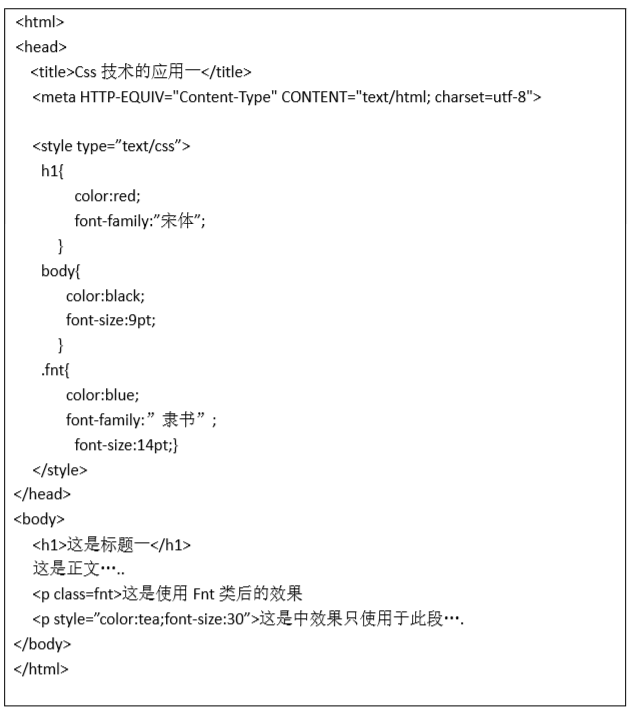 <html>
<head>
<title>Css 技术的应用一</title>
<meta HTTP-EQUIV="Content-Type" CONTENT="text/html; charset=utf-8">
<style type=”text/css”>
h1{
color:red;
font-family:”宋体”;
}
body{
color:black;
font-size:9pt;
}
.fnt{
color:blue;
font-family:” 隶书” ;
font-size:14pt;}
</style>
</head>
<body>
<h1>这是标题一</h1>
这是正文…..
<p class=fnt>这是使用 Fnt 类后的效果
<p style=”color:tea;font-size:30”>这是中效果只使用于此段….
</body>
</html>